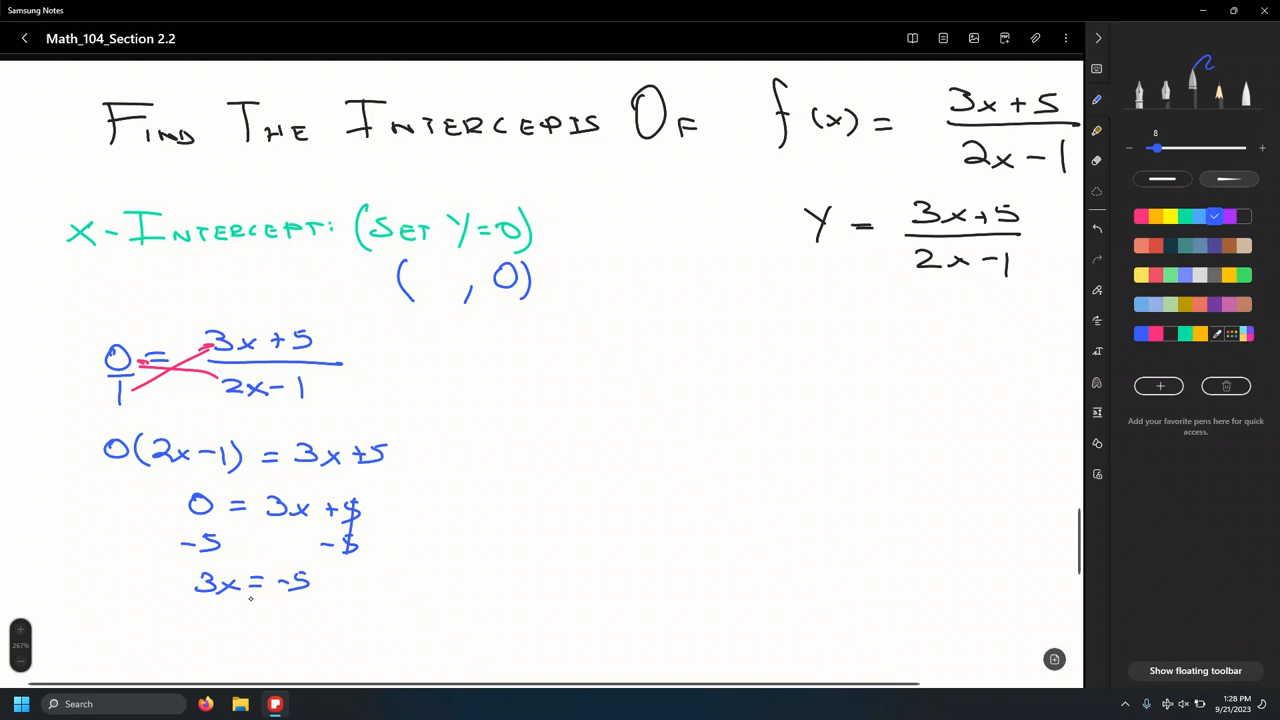 Samsung Notes
Math_104_Section 2.2
FIND THE INTERCEPTS OF f(x) = 3x+5 / 2x-1
X-INTERCEPT: (SET Y=0)
Y = 3x+5 / 2x-1
( , 0)
0/1 = 3x+5 / 2x-1
0(2x-1) = 3x+5
0 = 3x+5
-5 -5
3x = -5
8
Add your favorite pens here for quick access.
267%
Show floating toolbar
Search
1:28 PM
9/21/2023